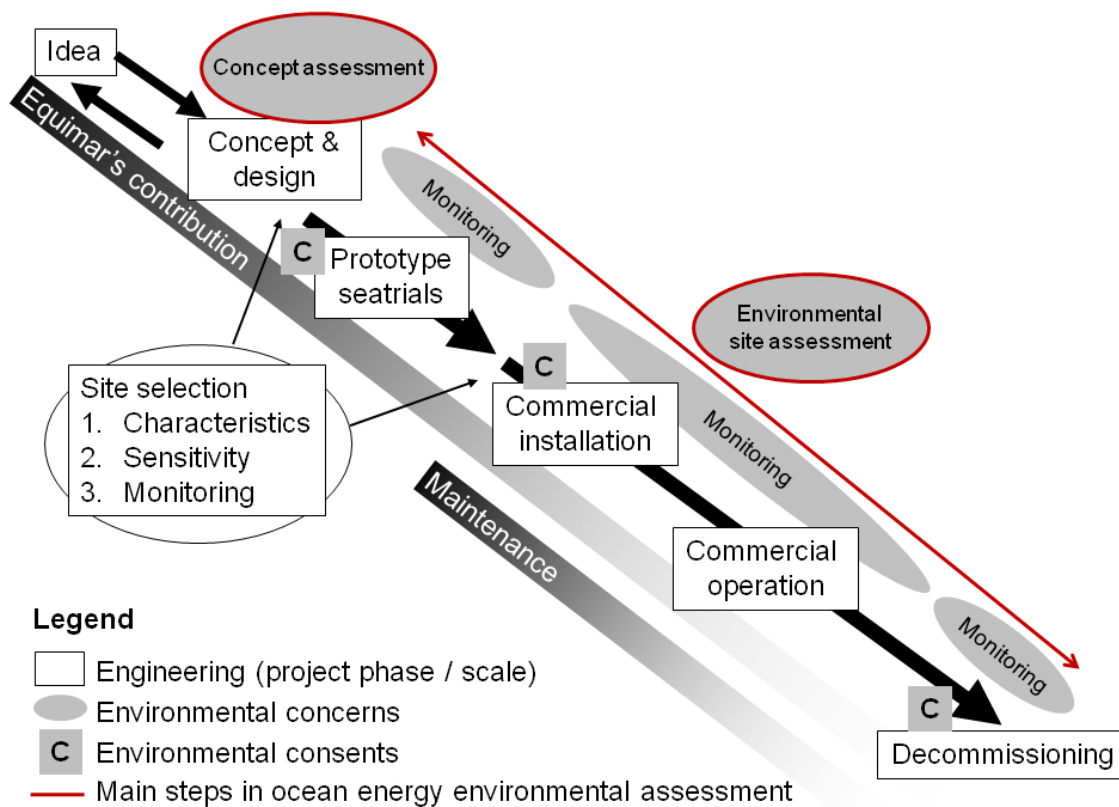 Idea
Concept assessment
Concept &
design
Equimar's contribution
Monitoring
C
Prototype
seatrials
Environmental
site assessment
C
Commercial
installation
Site selection
1. Characteristics
2. Sensitivity
3. Monitoring
Monitoring
Maintenance
Commercial
operation
Monitoring
C
Decommissioning
Legend
Engineering (project phase / scale)
Environmental concerns
C Environmental consents
Main steps in ocean energy environmental assessment